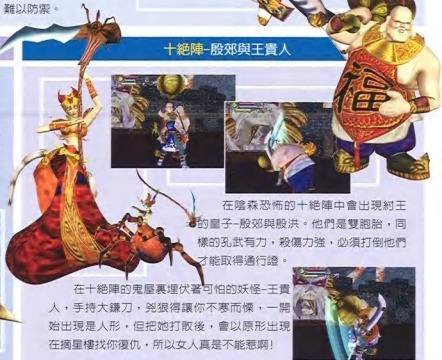 難以防禦。
十絕陣-殷郊與王貴人
福
在陰森恐怖的十絕陣中會出現紂王
的皇子-殷郊與殷洪。他們是雙胞胎，同
樣的孔武有力，殺傷力強，必須打倒他們
才能取得通行證。
在十絕陣的鬼屋裏埋伏著可怕的妖怪-王貴
人，手持大鐮刀，兇狠得讓你不寒而慄，一開
始出現是人形，但把她打敗後，會以原形出現
在摘星樓找你復仇，所以女人真是不能惹啊!